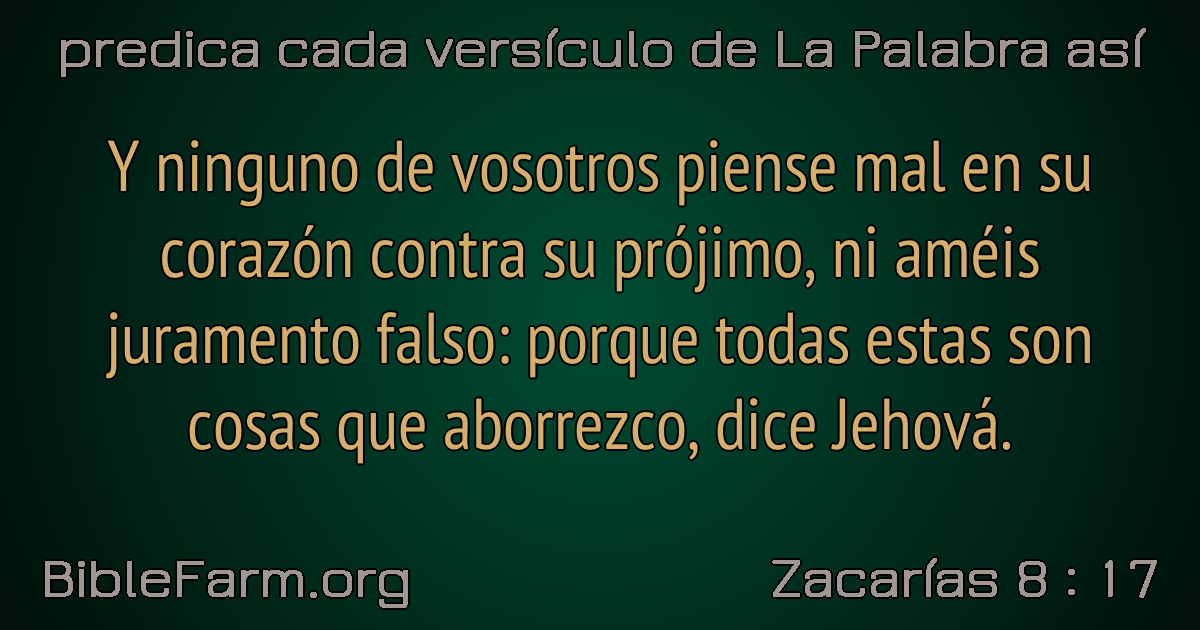 predica cada versículo de La Palabra así
Y ninguno de vosotros piense mal en su
corazón contra su prójimo, ni améis
juramento falso: porque todas estas son
cosas que aborrezco, dice Jehová.
BibleFarm.org
Zacarías 8 : 17